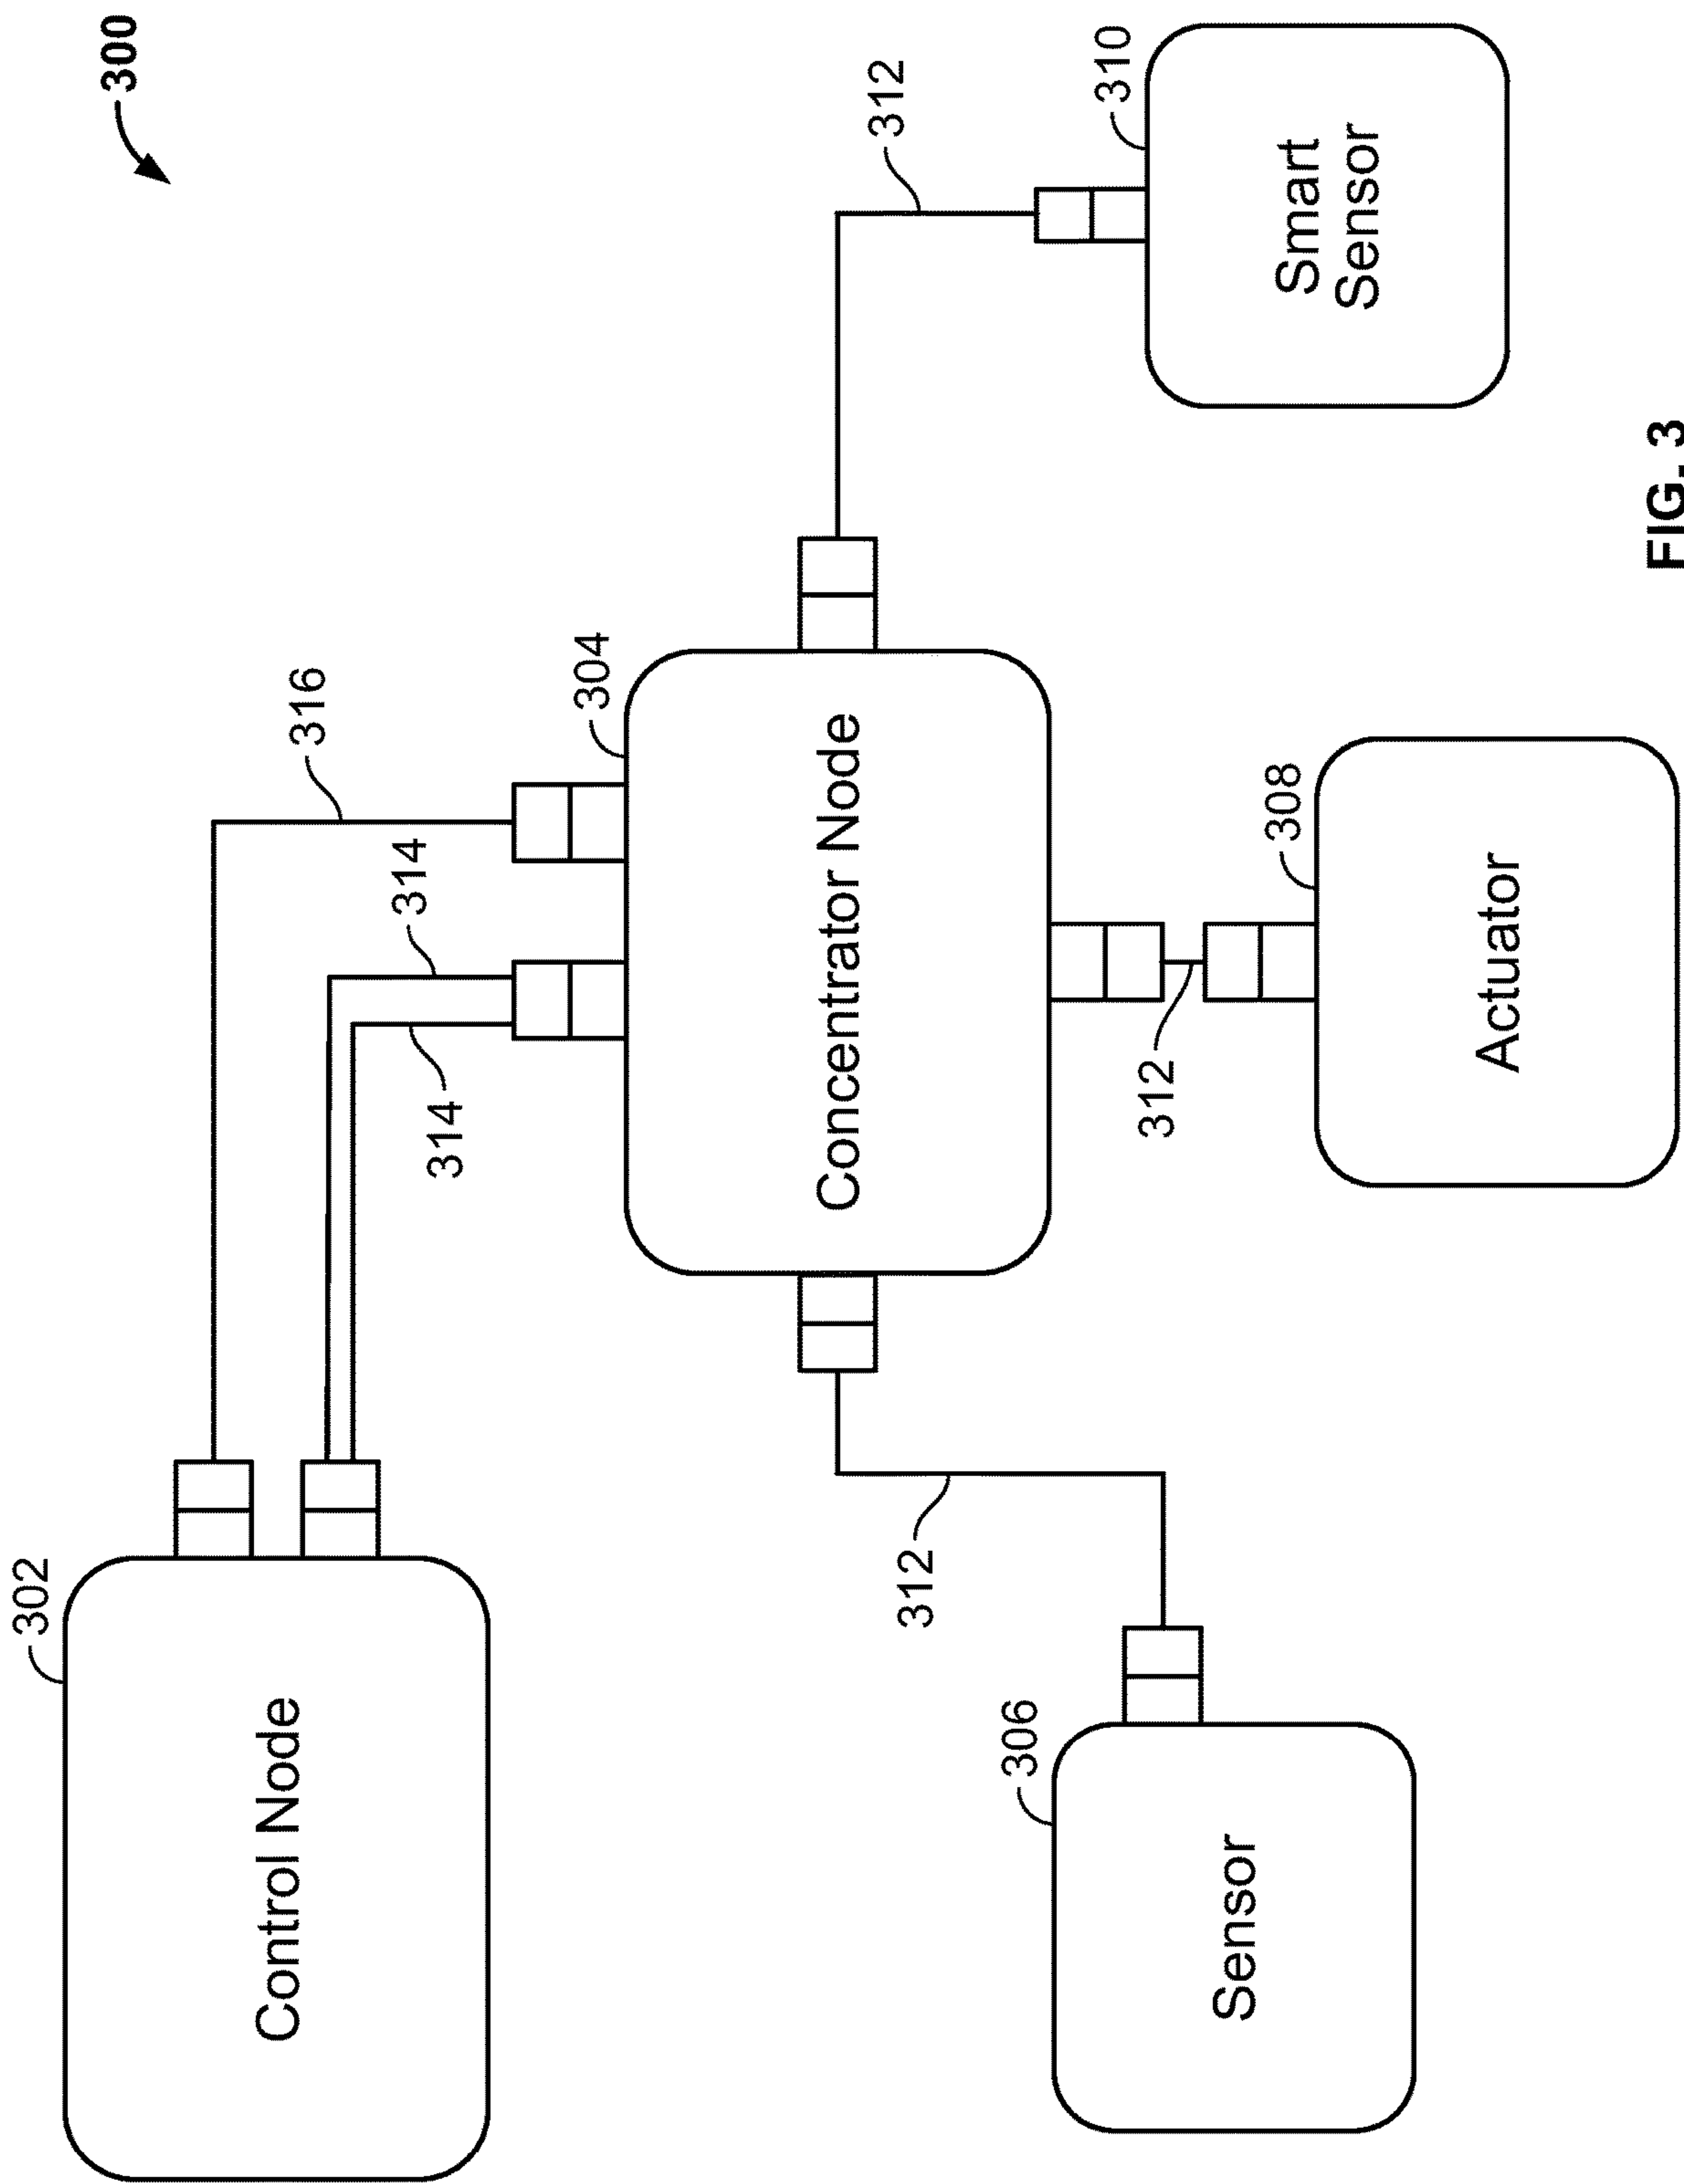 300
302
Control Node
316
314
314
304
Concentrator Node
312
312
312
306
Sensor
308
Actuator
310
Smart
Sensor
FIG. 3